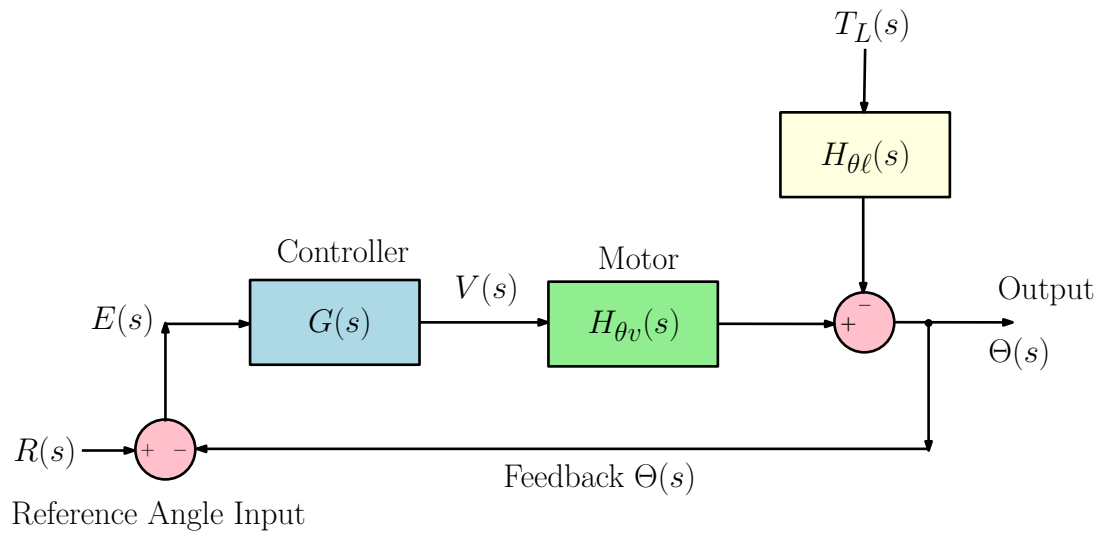 T_L(s)
H_{θℓ}(s)
Controller
Motor
Output
E(s)
G(s)
V(s)
H_{θv}(s)
+
−
Θ(s)
R(s)
+ −
Feedback Θ(s)
Reference Angle Input